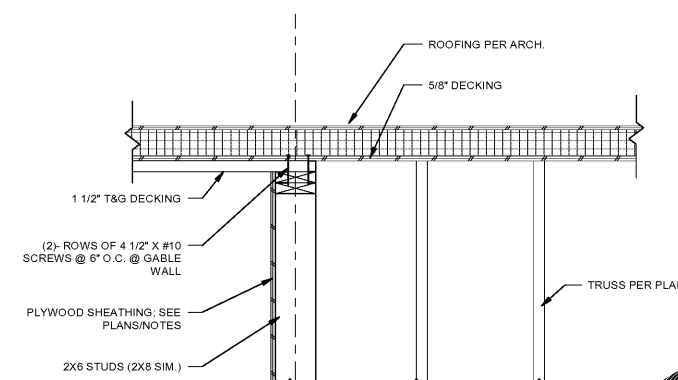 ROOFING PER ARCH.
5/8" DECKING
1 1/2" T&G DECKING
(2)- ROWS OF 4 1/2" X #10
SCREWS @ 6" O.C. @ GABLE
WALL
TRUSS PER PLAN
PLYWOOD SHEATHING; SEE
PLANS/NOTES
2X6 STUDS (2X8 SIM.)